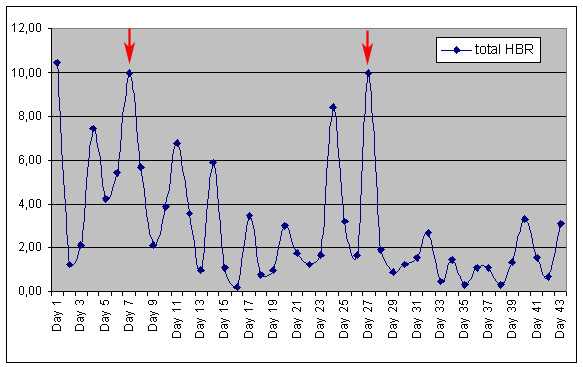 12,00
10,00
8,00
6,00
4,00
2,00
0,00
total HBR
Day 1
Day 3
Day 5
Day 7
Day 9
Day 11
Day 13
Day 15
Day 17
Day 19
Day 21
Day 23
Day 25
Day 27
Day 29
Day 31
Day 33
Day 35
Day 37
Day 39
Day 41
Day 43